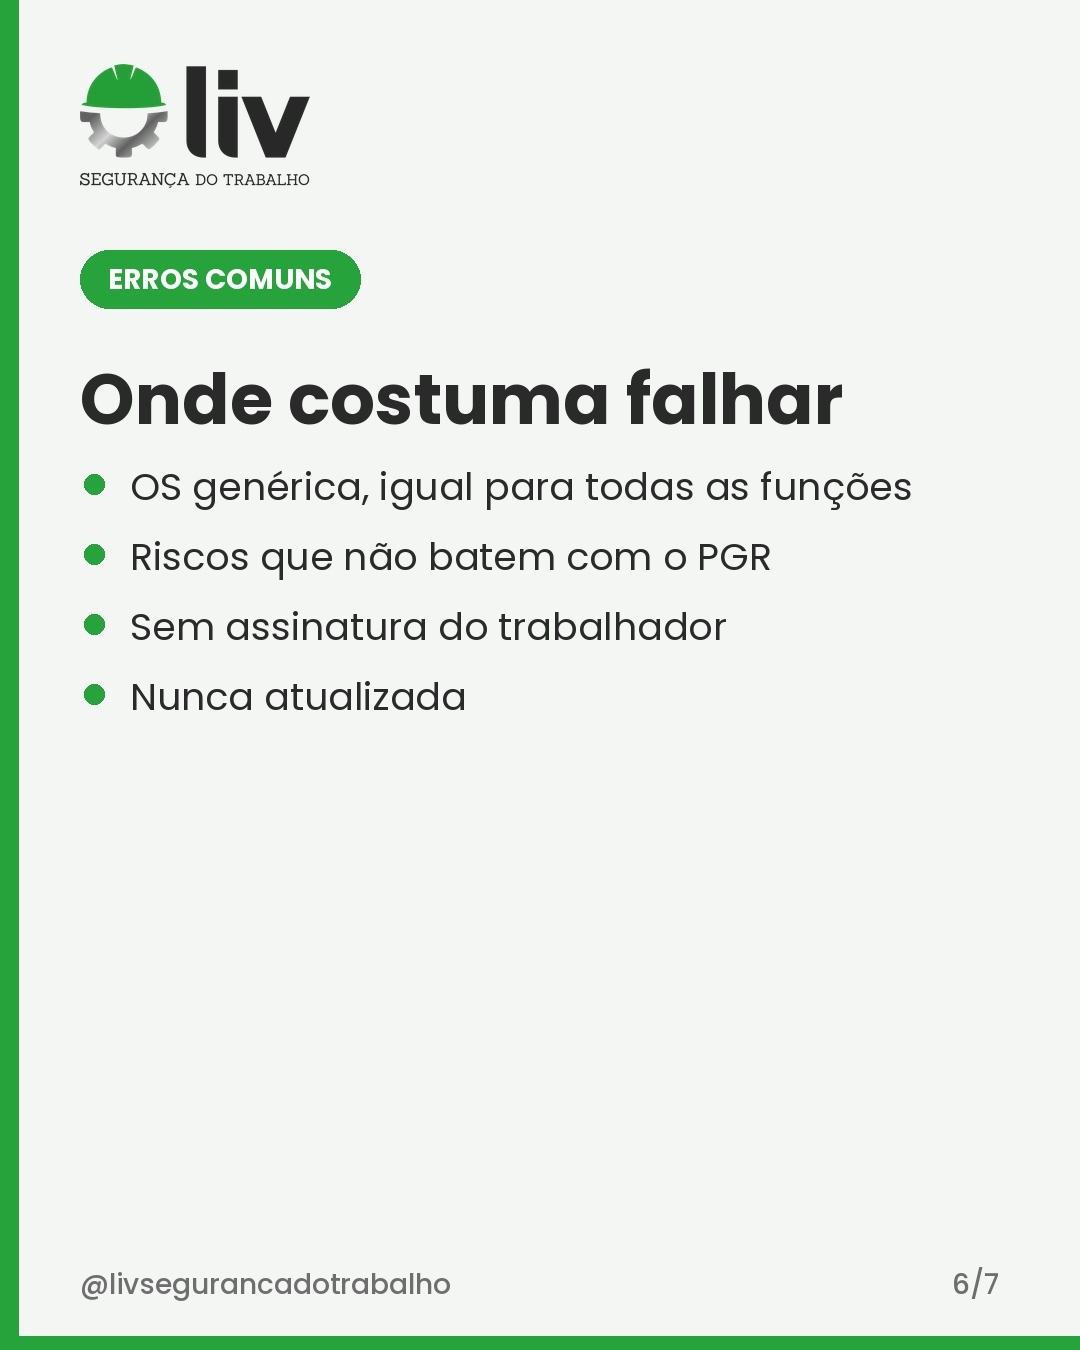 liv
SEGURANÇA DO TRABALHO
ERROS COMUNS
Onde costuma falhar
OS genérica, igual para todas as funções
Riscos que não batem com o PGR
Sem assinatura do trabalhador
Nunca atualizada
@livsegurancadotrabalho
6/7